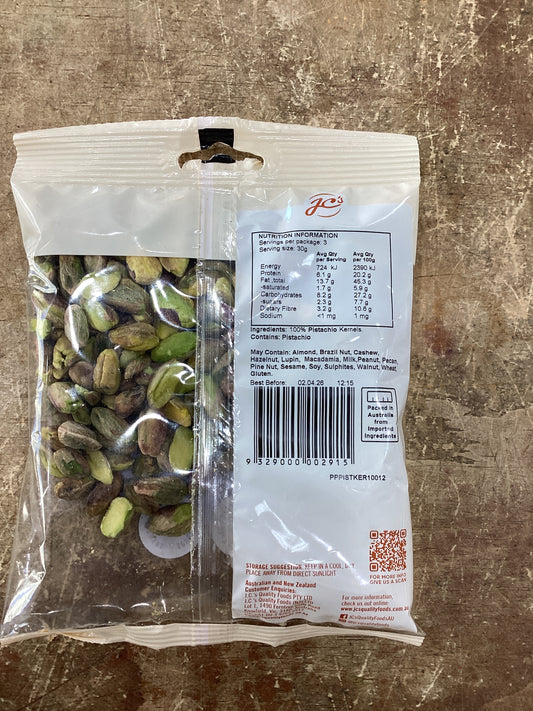 JC's
NUTRITION INFORMATION
Servings per package: 3
Serving size: 30g
Avg Qty per Serving Avg Qty per 100g
Energy 724 kJ 2390 kJ
Protein 6.1 g 20.2 g
Fat ,total 13.7 g 45.3 g
-saturated 1.7 g 5.9 g
Carbohydrates 8.2 g 27.2 g
-sugars 2.3 g 7.7 g
Dietary Fibre 3.2 g 10.6 g
Sodium <1 mg 1 mg
Ingredients: 100% Pistachio Kernels.
Contains: Pistachio
May Contain: Almond, Brazil Nut, Cashew,
Hazelnut, Lupin, Macadamia, Milk,Peanut, Pecan,
Pine Nut, Sesame, Soy, Sulphites, Walnut, Wheat,
Gluten.
Best Before: 02.04.26 12:15
Packed in
Australia
from
Imported
Ingredients
9 329000 002915
PPPISTKER10012
STORAGE SUGGESTION: KEEP IN A COOL, DRY
PLACE AWAY FROM DIRECT SUNLIGHT.
FOR MORE INFO
GIVE US A SCAN
Australian and New Zealand
Customer Enquiries:
J.C.'s Quality Foods PTY LTD
For more information,
check us out online
www.jcsqualityfoods.com.au
JCsQualityFoodsAU